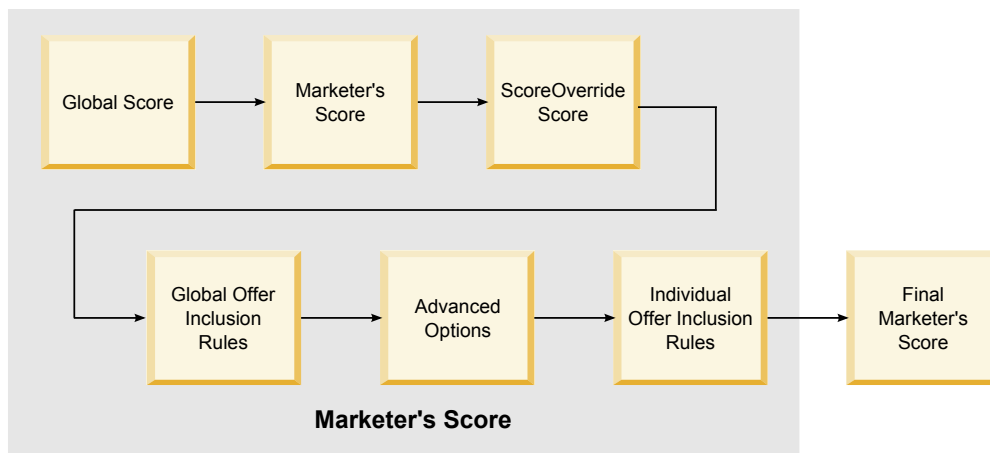 Global Score
Marketer's
Score
ScoreOverride
Score
Global Offer
Inclusion
Rules
Advanced
Options
Individual
Offer Inclusion
Rules
Final
Marketer's
Score
Marketer's Score